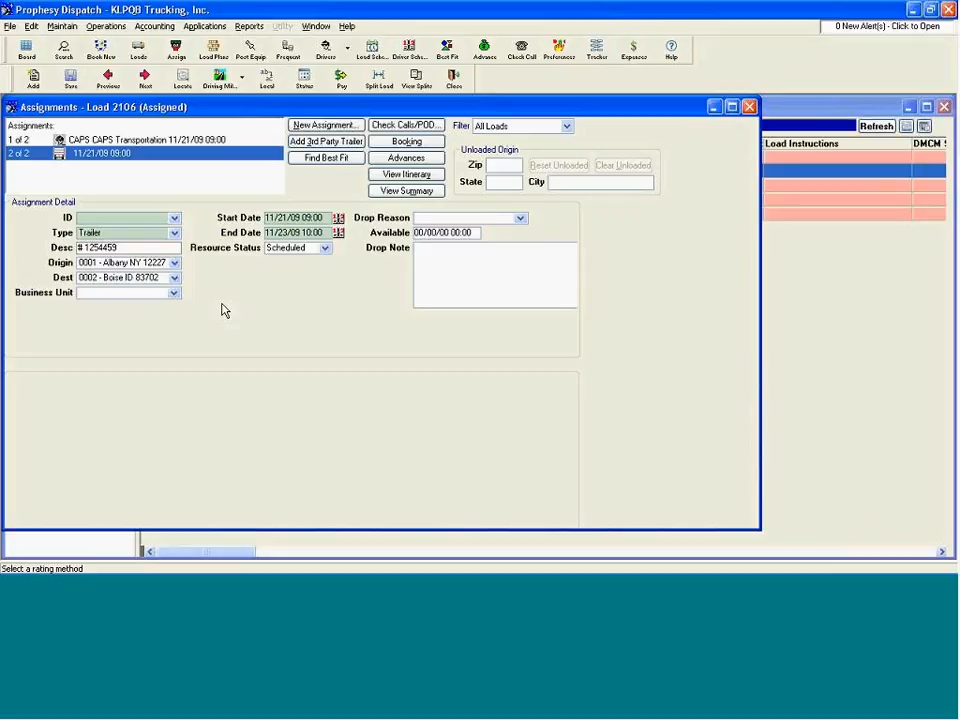 Prophesy Dispatch - KLPQB Trucking, Inc.
File Edit Maintain Operations Accounting Applications Reports Utility Window Help
0 New Alert(s) - Click to Open
Board Search Book New Loads Assign Load Plans Post Equip Frequent Drivers Load Sche... Driver Sche... Best Fit Advance Check Call Preferences Tracker Expenses Help
Add Save Previous Next Locate Driving Mil... Local Status Pay Split Load View Splits Close
Assignments - Load 2106 (Assigned)
Assignments:
1 of 2 CAPS CAPS Transportation 11/21/09 09:00
2 of 2 11/21/09 09:00
New Assignment... Check Calls/POD...
Add 3rd Party Trailer Booking
Find Best Fit Advances
View Itinerary
View Summary
Filter All Loads
Unloaded Origin
Zip Reset Unloaded Clear Unloaded
State City
Refresh
Load Instructions DMCM S
Assignment Detail
ID Start Date 11/21/09 09:00 Drop Reason
Type Trailer End Date 11/23/09 10:00 Available 00/00/00 00:00
Desc # 1254459 Resource Status Scheduled Drop Note
Origin 0001 - Albany NY 12227
Dest 0002 - Boise ID 83702
Business Unit
Select a rating method